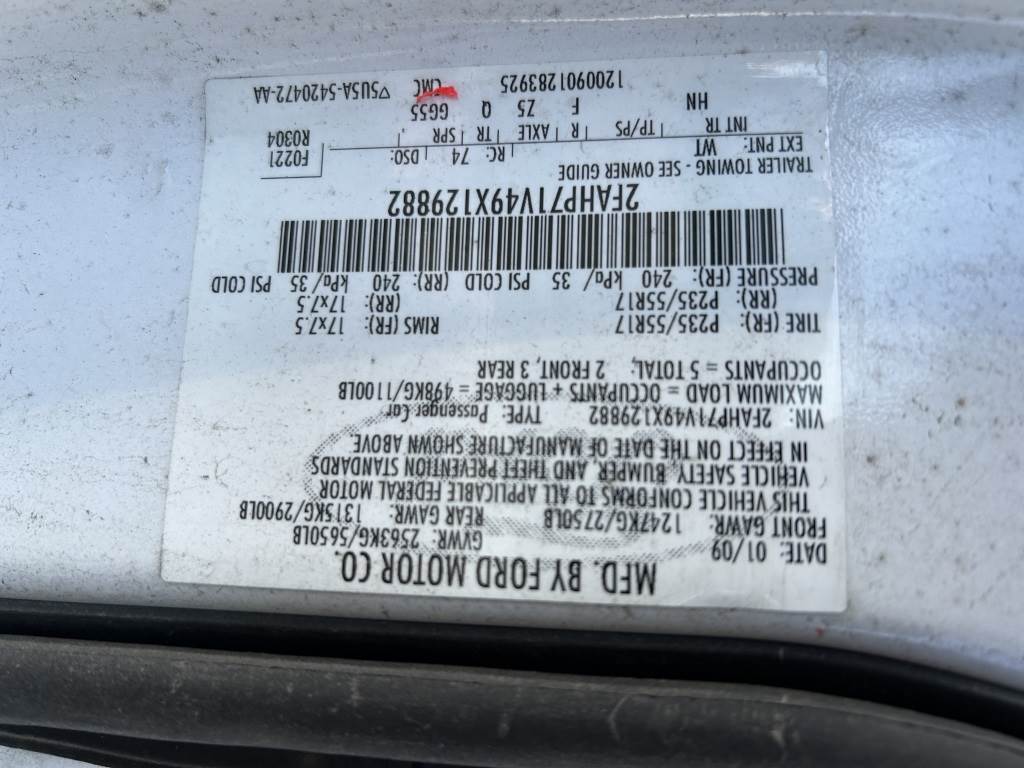 MFD. BY FORD MOTOR CO.
DATE: 01/09 GVWR: 2563KG/5650LB
FRONT GAWR: 1247KG/2750LB REAR GAWR: 1315KG/2900LB
THIS VEHICLE CONFORMS TO ALL APPLICABLE FEDERAL MOTOR
VEHICLE SAFETY, BUMPER, AND THEFT PREVENTION STANDARDS
IN EFFECT ON THE DATE OF MANUFACTURE SHOWN ABOVE
VIN: 2FAHP71V49X129882 TYPE: Passenger Car
MAXIMUM LOAD = OCCUPANTS + LUGGAGE = 498KG/1100LB
OCCUPANTS = 5 TOTAL, 2 FRONT, 3 REAR
TIRE (FR): P235/55R17 RIMS (FR): 17x7.5
(RR): P235/55R17 (RR): 17x7.5
PRESSURE (FR): 240 kPa/ 35 PSI COLD (RR): 240 kPa/ 35 PSI COLD
2FAHP71V49X129882
TRAILER TOWING - SEE OWNER GUIDE
EXT PNT: WT RC: 74 DSO: F0221
INT TR TP/PS R AXLE TR SPR R0304
HN F Z5 Q GG55
1200901283925 CMC ▽5U5A-5420472-AA